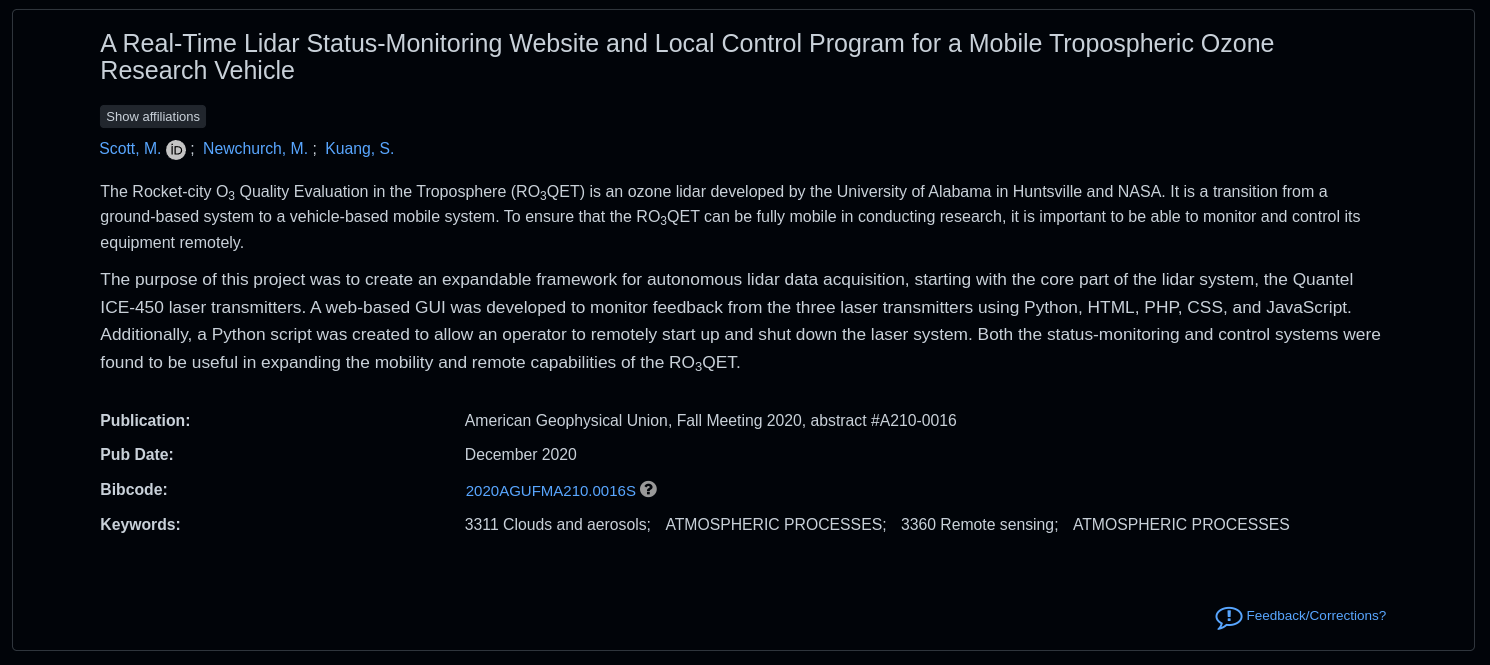 A Real-Time Lidar Status-Monitoring Website and Local Control Program for a Mobile Tropospheric Ozone
Research Vehicle
Show affiliations
Scott, M. iD ; Newchurch, M. ; Kuang, S.
The Rocket-city O3 Quality Evaluation in the Troposphere (RO3QET) is an ozone lidar developed by the University of Alabama in Huntsville and NASA. It is a transition from a
ground-based system to a vehicle-based mobile system. To ensure that the RO3QET can be fully mobile in conducting research, it is important to be able to monitor and control its
equipment remotely.
The purpose of this project was to create an expandable framework for autonomous lidar data acquisition, starting with the core part of the lidar system, the Quantel
ICE-450 laser transmitters. A web-based GUI was developed to monitor feedback from the three laser transmitters using Python, HTML, PHP, CSS, and JavaScript.
Additionally, a Python script was created to allow an operator to remotely start up and shut down the laser system. Both the status-monitoring and control systems were
found to be useful in expanding the mobility and remote capabilities of the RO3QET.
Publication: American Geophysical Union, Fall Meeting 2020, abstract #A210-0016
Pub Date: December 2020
Bibcode: 2020AGUFMA210.0016S ?
Keywords: 3311 Clouds and aerosols; ATMOSPHERIC PROCESSES; 3360 Remote sensing; ATMOSPHERIC PROCESSES
Feedback/Corrections?